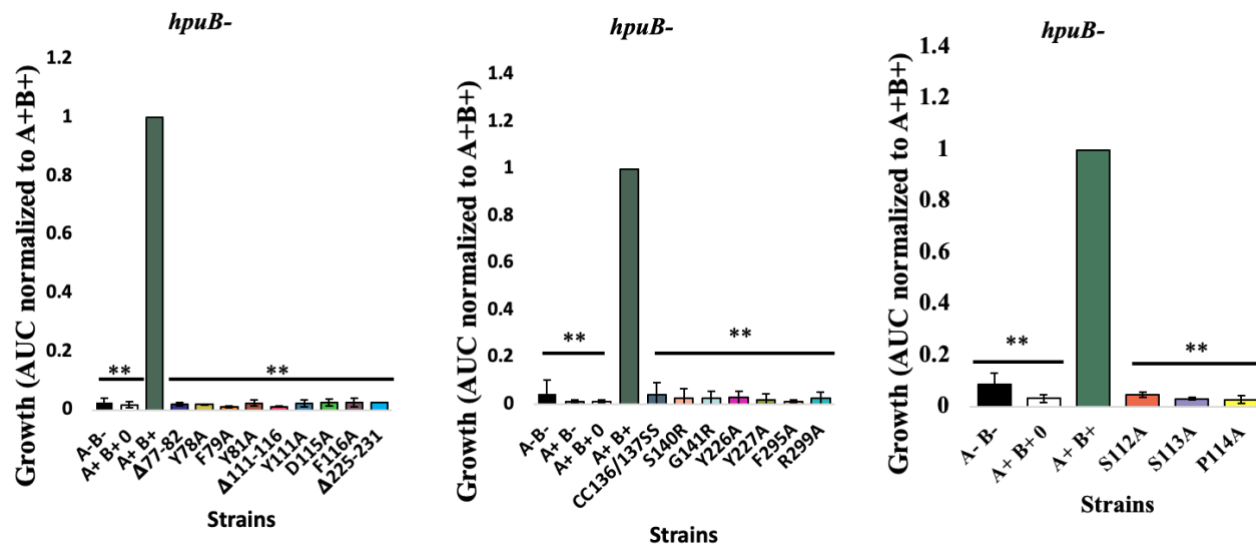 hpuB-
Growth (AUC normalized to A+B+)
1.2
1
0.8
0.6
0.4
0.2
0
**
**
A-B-
A+ B+ 0
A+ B+
Δ77-82
Y78A
F79A
Y81A
Δ111-116
Y111A
D115A
F116A
Δ225-231
Strains
hpuB-
Growth (AUC normalized to A+B+)
1.4
1.2
1
0.8
0.6
0.4
0.2
0
**
**
A-B-
A+ B-
A+ B+ 0
A+ B+
CC136/137SS
S140R
G141R
Y226A
Y227A
F295A
R299A
Strains
hpuB-
Growth (AUC normalized to A+B+)
1.4
1.2
1
0.8
0.6
0.4
0.2
0
**
**
A- B-
A+ B+ 0
A+ B+
S112A
S113A
P114A
Strains